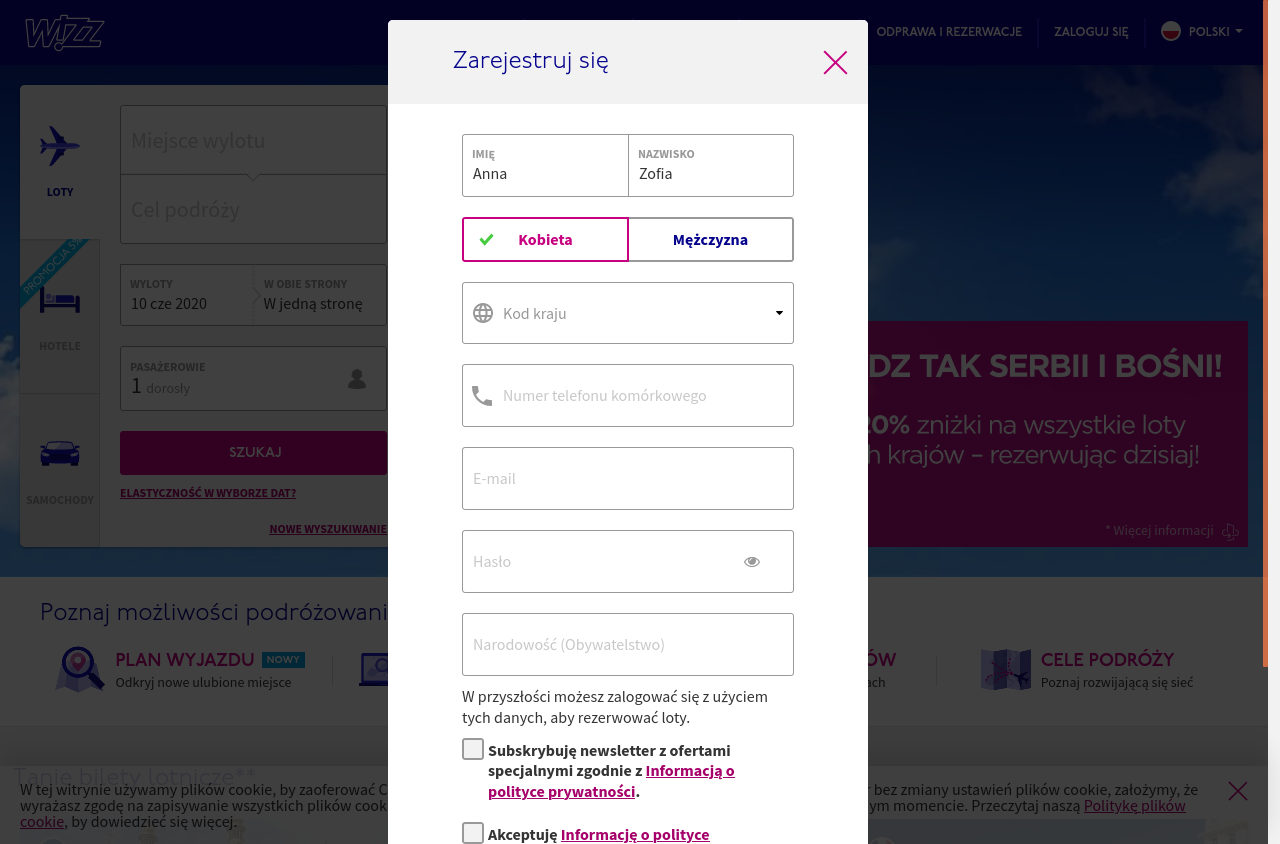 WIZZ
ODPRAWA I REZERWACJE
ZALOGUJ SIĘ
POLSKI
Zarejestruj się
IMIĘ
Anna
NAZWISKO
Zofia
Kobieta
Mężczyzna
Kod kraju
Numer telefonu komórkowego
E-mail
Hasło
Narodowość (Obywatelstwo)
W przyszłości możesz zalogować się z użyciem
tych danych, aby rezerwować loty.
Subskrybuję newsletter z ofertami
specjalnymi zgodnie z Informacją o
polityce prywatności.
Akceptuję Informację o polityce
LOTY
PROMOCJA 5%
HOTELE
SAMOCHODY
Miejsce wylotu
Cel podróży
WYLOTY
10 cze 2020
W OBIE STRONY
W jedną stronę
PASAŻEROWIE
1 dorosły
SZUKAJ
ELASTYCZNOŚĆ W WYBORZE DAT?
NOWE WYSZUKIWANIE
DZ TAK SERBII I BOŚNI!
20% zniżki na wszystkie loty
h krajów – rezerwując dzisiaj!
* Więcej informacji
Poznaj możliwości podróżowani
PLAN WYJAZDU NOWY
Odkryj nowe ulubione miejsce
ÓW
ach
CELE PODRÓŻY
Poznaj rozwijającą się sieć
Tanie bilety lotnicze**
W tej witrynie używamy plików cookie, by zaoferować C
wyrażasz zgodę na zapisywanie wszystkich plików cook
cookie, by dowiedzieć się więcej.
r bez zmiany ustawień plików cookie, założymy, że
ym momencie. Przeczytaj naszą Politykę plików